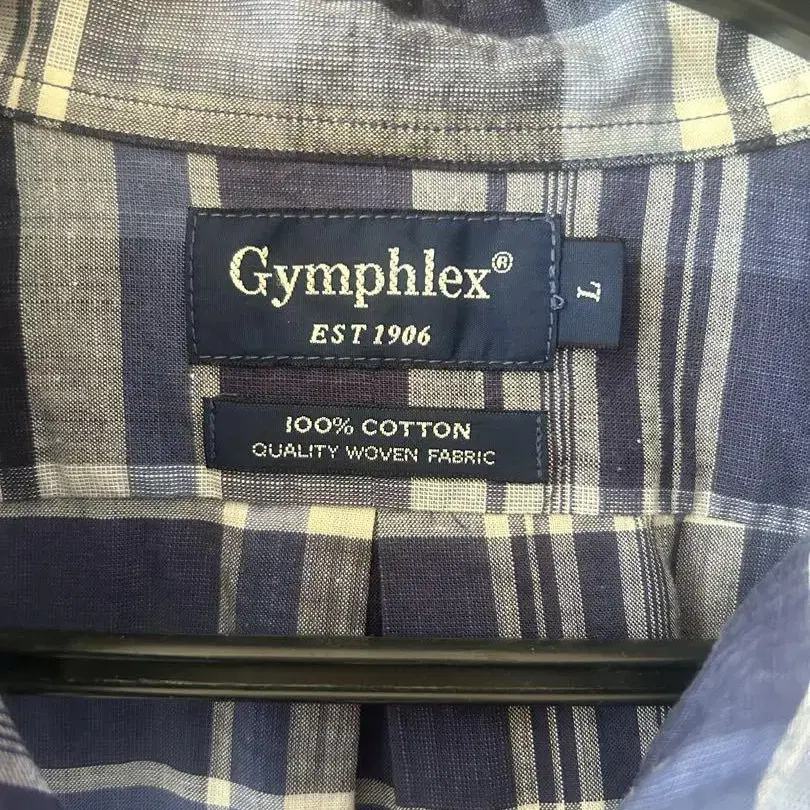 Gymphlex®
EST 1906
L
100% COTTON
QUALITY WOVEN FABRIC